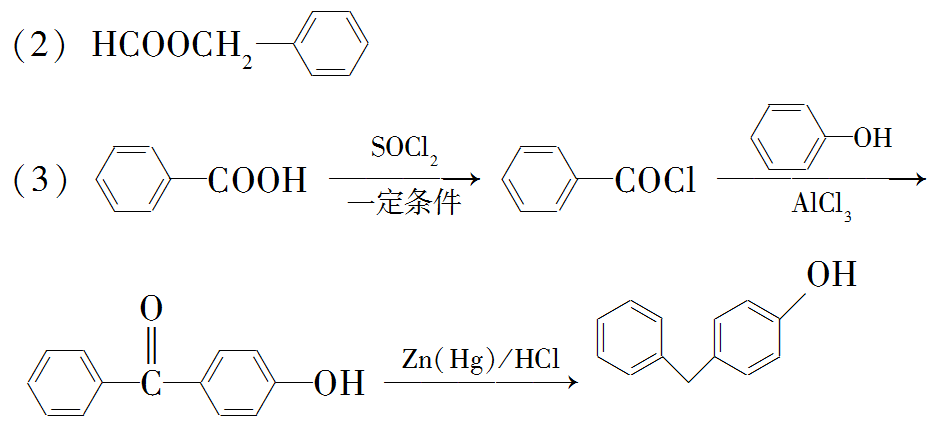 (2) HCOOCH₂
OH
(3) COOH SOCl₂ 一定条件 COCl AlCl₃
OH
O
C OH Zn(Hg)/HCl